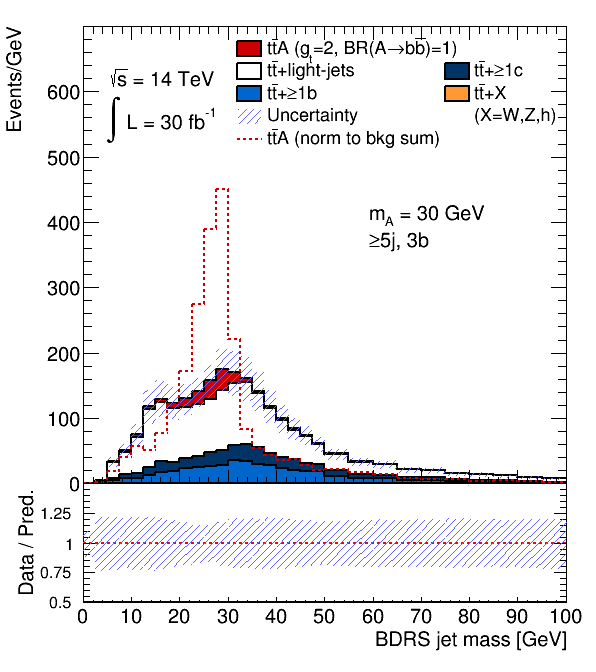 Events/GeV
600
500
400
300
200
100
0
√s = 14 TeV
∫ L = 30 fb⁻¹
tt̄A (gₜ=2, BR(A→bb̄)=1)
tt̄+light-jets
tt̄+≥1c
tt̄+≥1b
tt̄+X
Uncertainty
(X=W,Z,h)
tt̄A (norm to bkg sum)
m_A = 30 GeV
≥5j, 3b
Data / Pred.
1.25
1
0.75
0.5
0 10 20 30 40 50 60 70 80 90 100
BDRS jet mass [GeV]